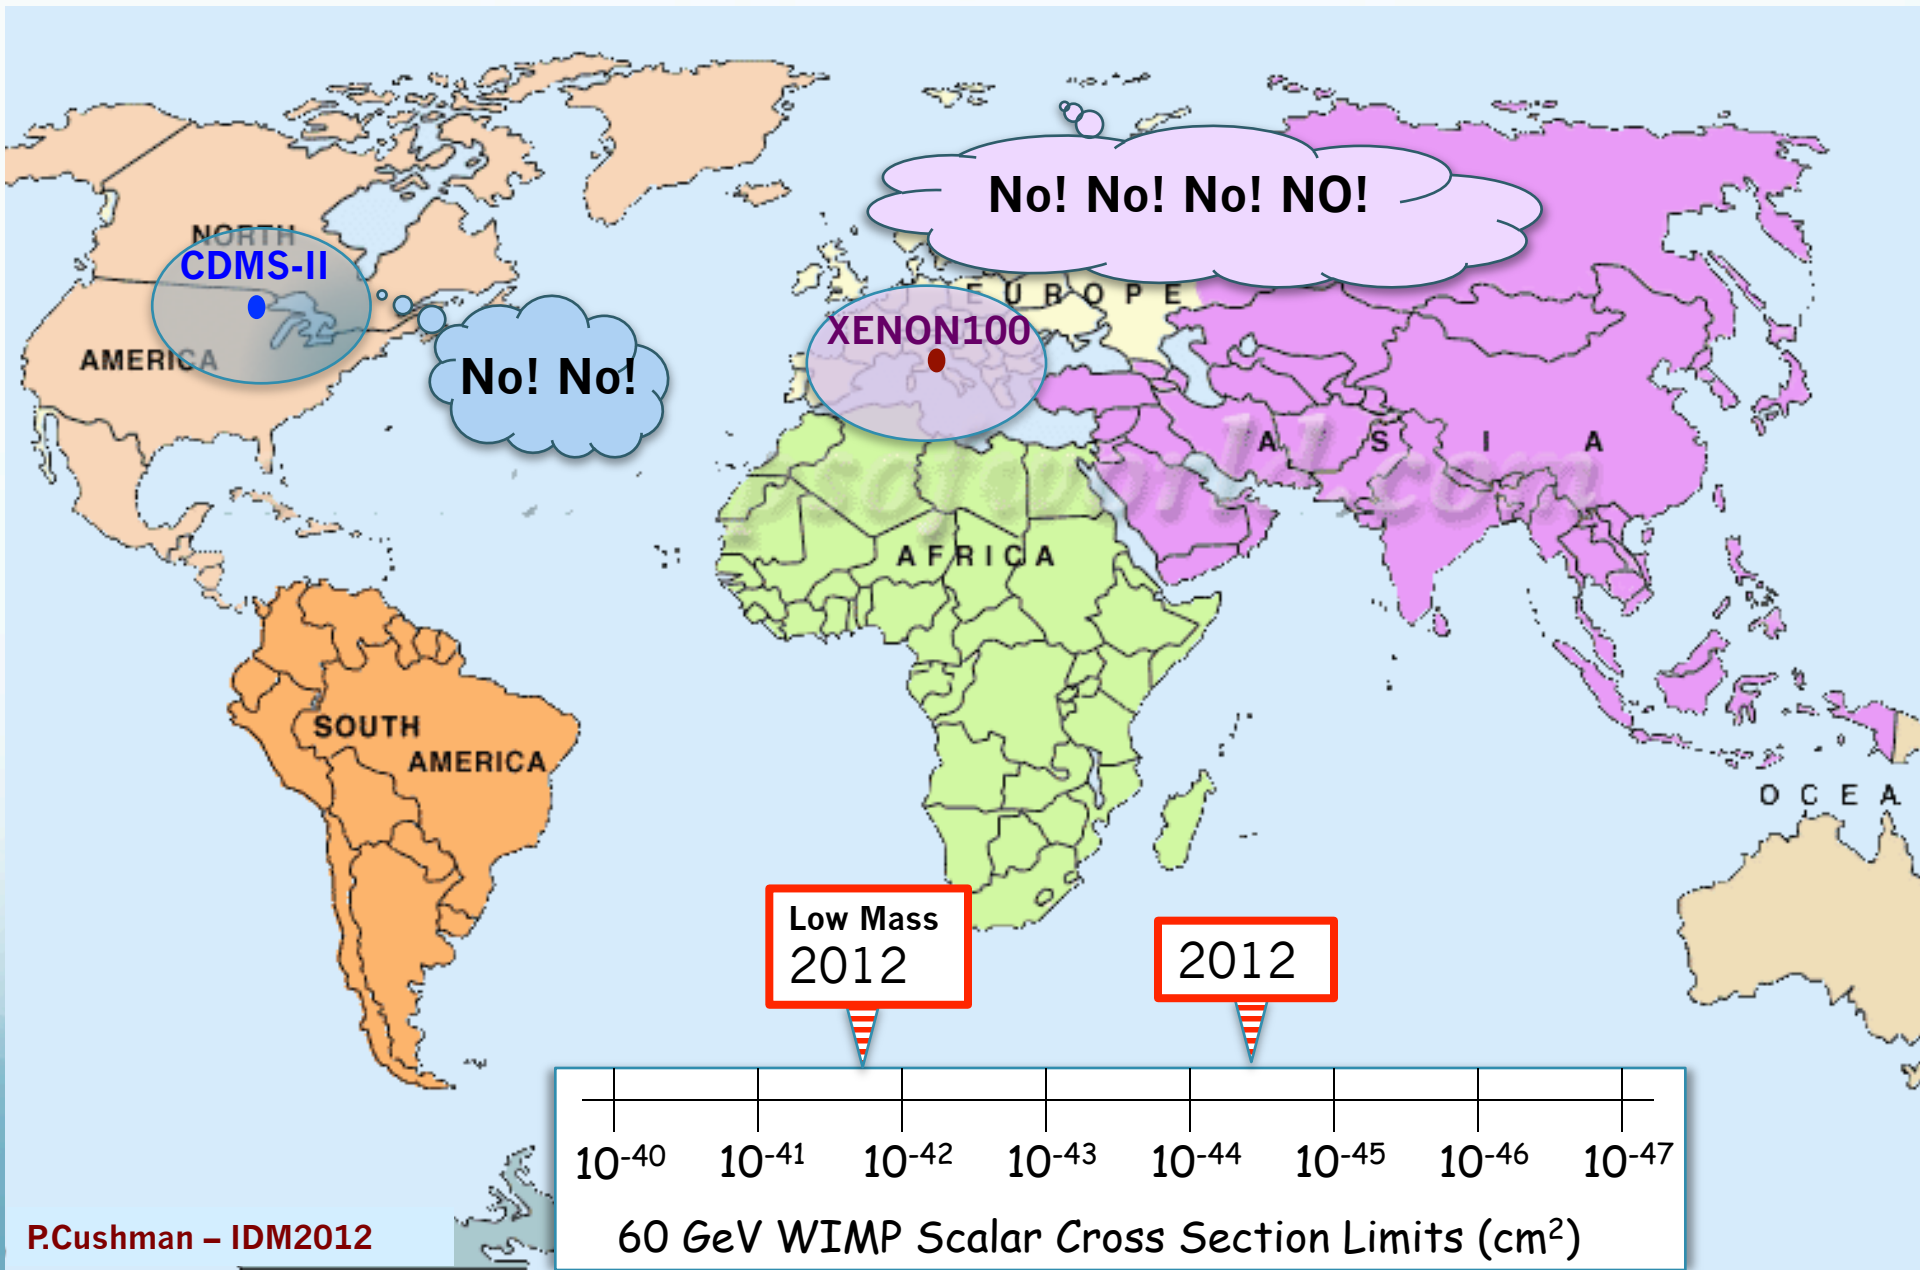 No! No! No! NO!
NORTH
CDMS-II
EUROPE
XENON100
AMERICA
No! No!
ASIA
AFRICA
SOUTH
AMERICA
OCEA
Low Mass
2012
2012
10-40 10-41 10-42 10-43 10-44 10-45 10-46 10-47
60 GeV WIMP Scalar Cross Section Limits (cm2)
P.Cushman – IDM2012